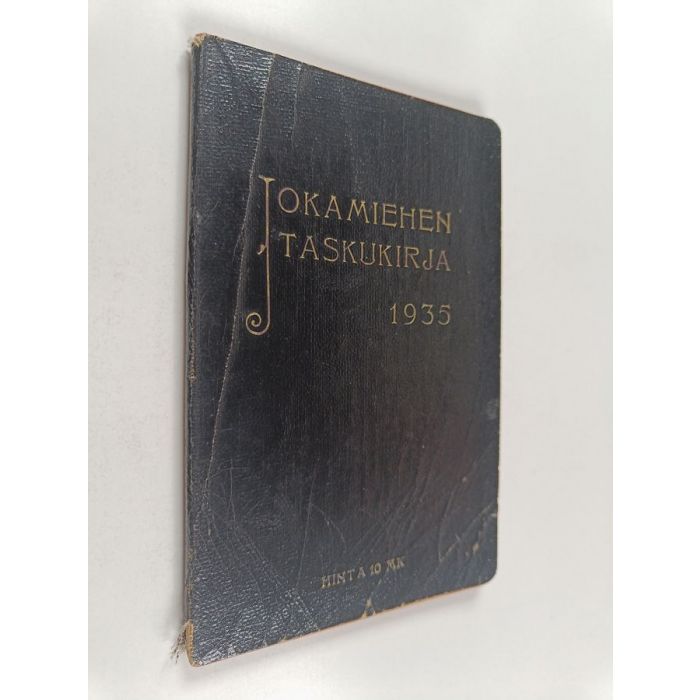 JOKAMIEHEN
TASKUKIRJA
1935
HINTA 10 MK